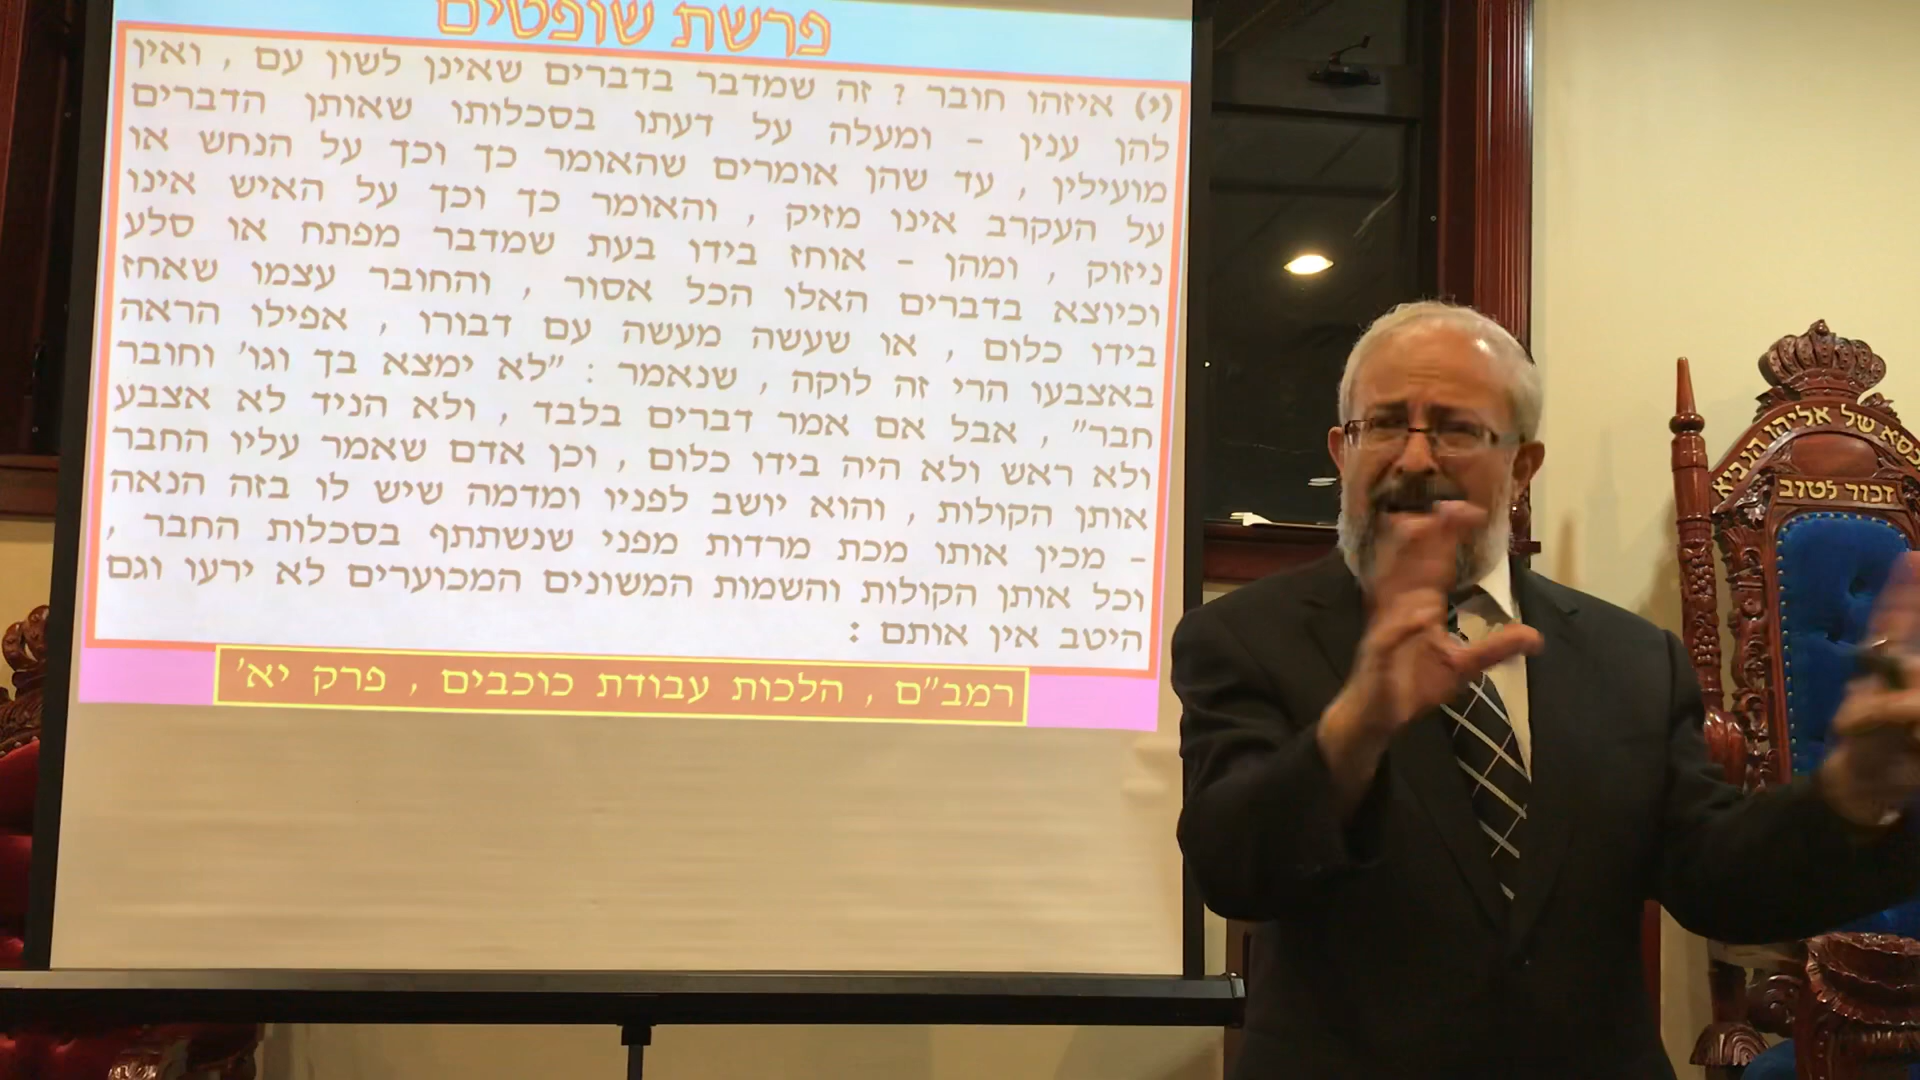 פרשת שופטים
(י) איזהו חובר ? זה שמדבר בדברים שאינן לשון עם , ואין
להן ענין - ומעלה על דעתו בסכלותו שאותן הדברים
מועילין , עד שהן אומרים שהאומר כך וכך על הנחש או
על העקרב אינו מזיק , והאומר כך וכך על האיש אינו
ניזוק , ומהן - אוחז בידו בעת שמדבר מפתח או סלע
וכיוצא בדברים האלו הכל אסור , והחובר עצמו שאחז
בידו כלום , או שעשה מעשה עם דבורו , אפילו הראה
באצבעו הרי זה לוקה , שנאמר : "לא ימצא בך וגו' וחובר
חבר" , אבל אם אמר דברים בלבד , ולא הניד לא אצבע
ולא ראש ולא היה בידו כלום , וכן אדם שאמר עליו החבר
אותן הקולות , והוא יושב לפניו ומדמה שיש לו בזה הנאה
- מכין אותו מכת מרדות מפני שנשתתף בסכלות החבר ,
וכל אותן הקולות והשמות המשונים המכוערים לא ירעו וגם
היטב אין אותם :
רמב"ם , הלכות עבודת כוכבים , פרק יא'
כסא של אליהו הנביא
זכור לטוב